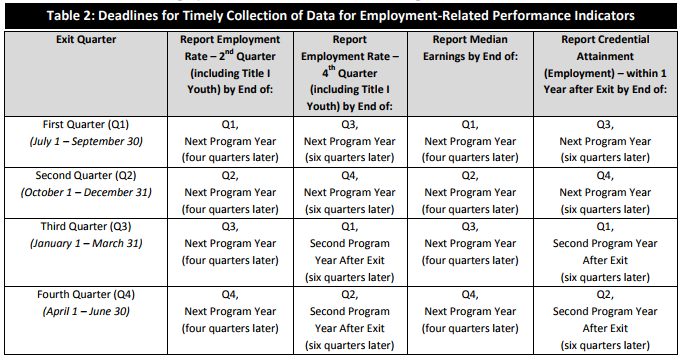 Table 2: Deadlines for Timely Collection of Data for Employment-Related Performance Indicators
Exit Quarter
Report Employment
Rate – 2nd Quarter
(including Title I
Youth) by End of:
Report
Employment Rate –
4th Quarter
(including Title I
Youth) by End of:
Report Median
Earnings by End of:
Report Credential
Attainment
(Employment) – within 1
Year after Exit by End of:
First Quarter (Q1)
(July 1 – September 30)
Q1,
Next Program Year
(four quarters later)
Q3,
Next Program Year
(six quarters later)
Q1,
Next Program Year
(four quarters later)
Q3,
Next Program Year
(six quarters later)
Second Quarter (Q2)
(October 1 – December 31)
Q2,
Next Program Year
(four quarters later)
Q4,
Next Program Year
(six quarters later)
Q2,
Next Program Year
(four quarters later)
Q4,
Next Program Year
(six quarters later)
Third Quarter (Q3)
(January 1 – March 31)
Q3,
Next Program Year
(four quarters later)
Q1,
Second Program
Year After Exit
(six quarters later)
Q3,
Next Program Year
(four quarters later)
Q1,
Second Program Year
After Exit
(six quarters later)
Fourth Quarter (Q4)
(April 1 – June 30)
Q4,
Next Program Year
(four quarters later)
Q2,
Second Program
Year After Exit
(six quarters later)
Q4,
Next Program Year
(four quarters later)
Q2,
Second Program Year
After Exit
(six quarters later)